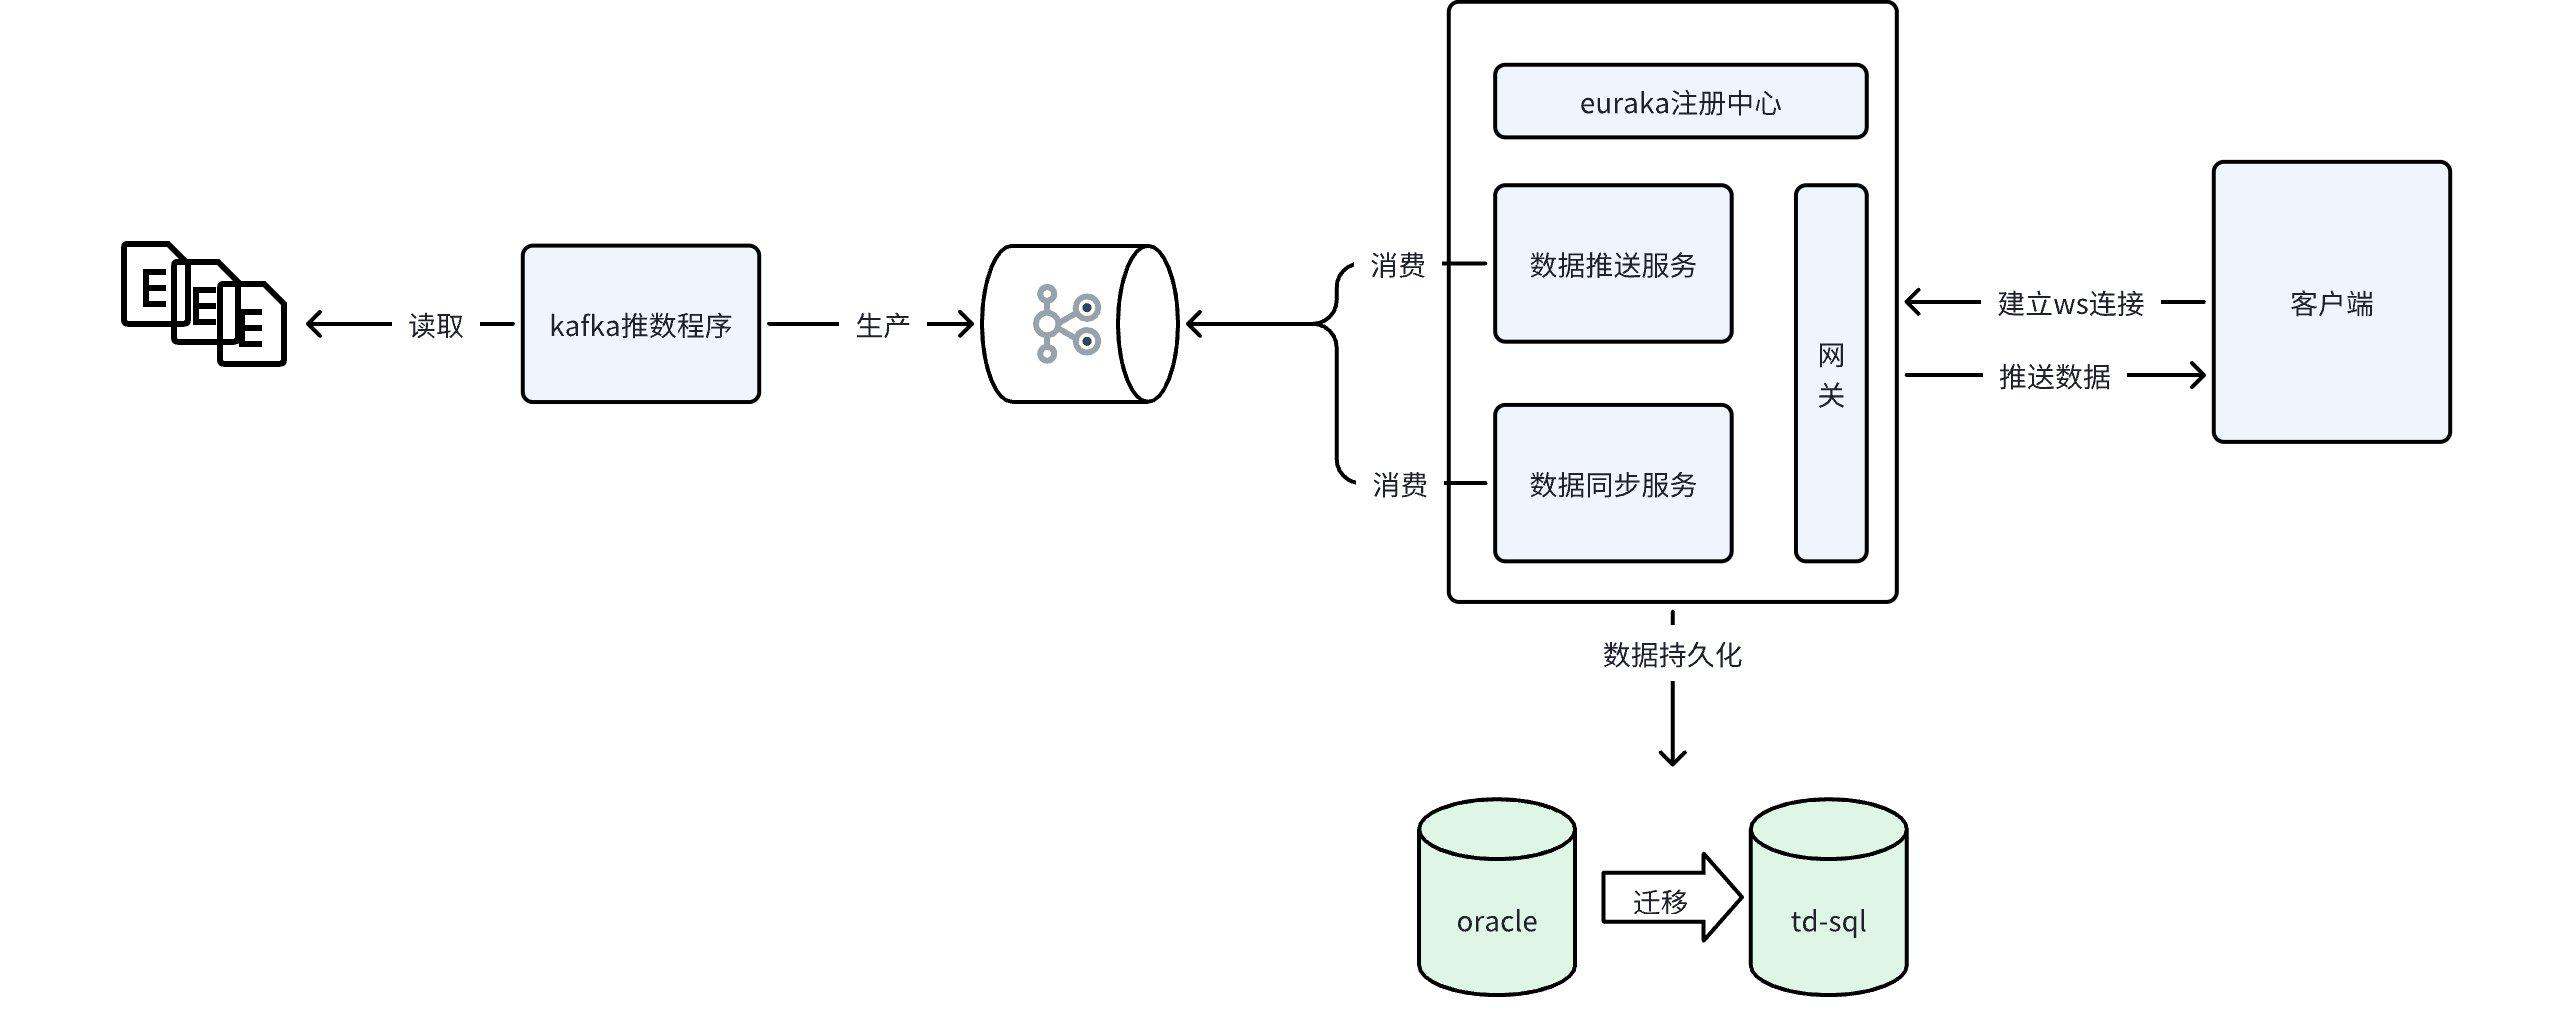 euraka注册中心
E
E
E
读取
kafka推数程序
生产
消费
数据推送服务
消费
数据同步服务
网
关
建立ws连接
推送数据
客户端
数据持久化
oracle
迁移
td-sql